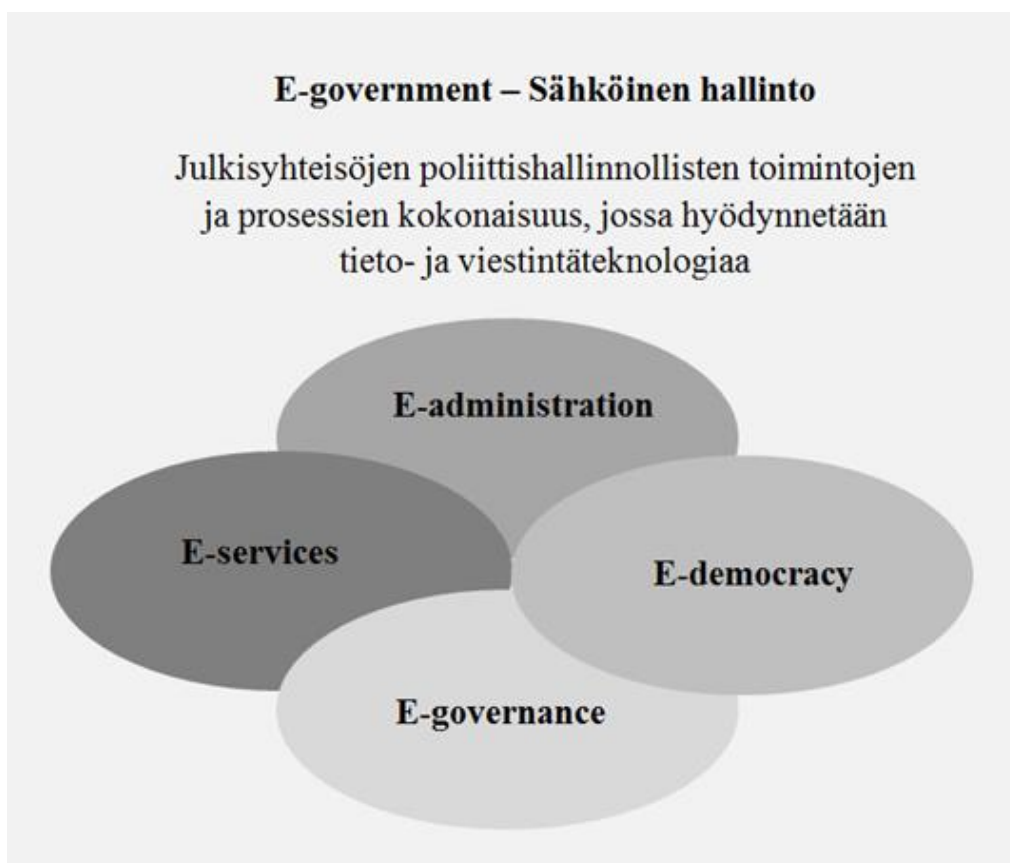 E-government – Sähköinen hallinto
Julkisyhteisöjen poliittishallinnollisten toimintojen
ja prosessien kokonaisuus, jossa hyödynnetään
tieto- ja viestintäteknologiaa
E-administration
E-services
E-democracy
E-governance